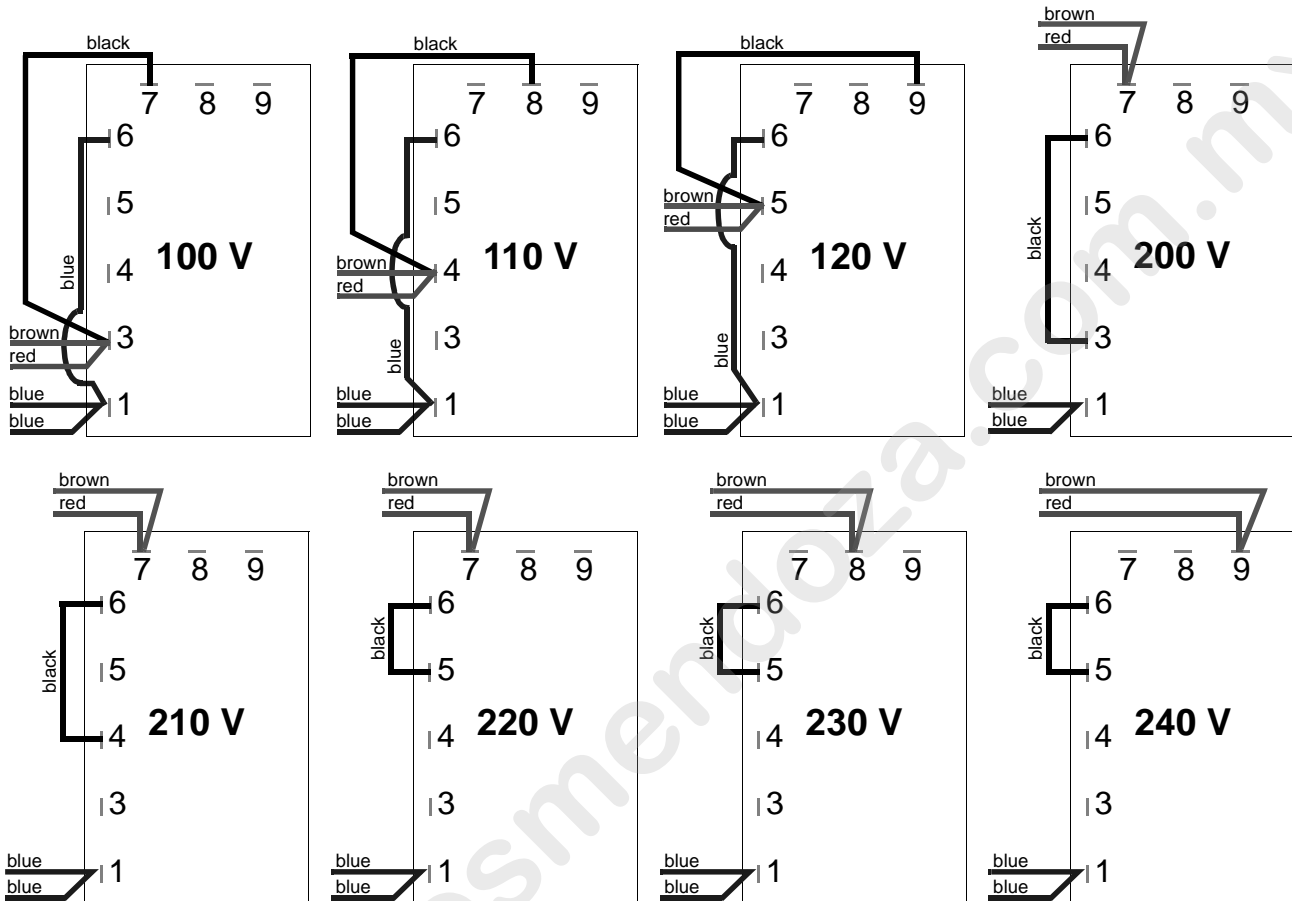 black black black brown
red
7 8 9 7 8 9 7 8 9 7 8 9
6 6 6 6
5 5 brown 5 5
red
blue 100 V 4 110 V brown 4 120 V 4 black 200 V 4
red
brown 3 blue 3 blue 3 3
red
blue 1 blue 1 blue 1 blue 1
blue blue blue blue
brown brown brown brown
red red red red
7 8 9 7 8 9 7 8 9 7 8 9
6 6 6 6
black 5 black 5 black 5 black 5
210 V 4 220 V 4 230 V 4 240 V 4
3 3 3 3
blue 1 blue 1 blue 1 blue 1
blue blue blue blue
esmendoza.com.my